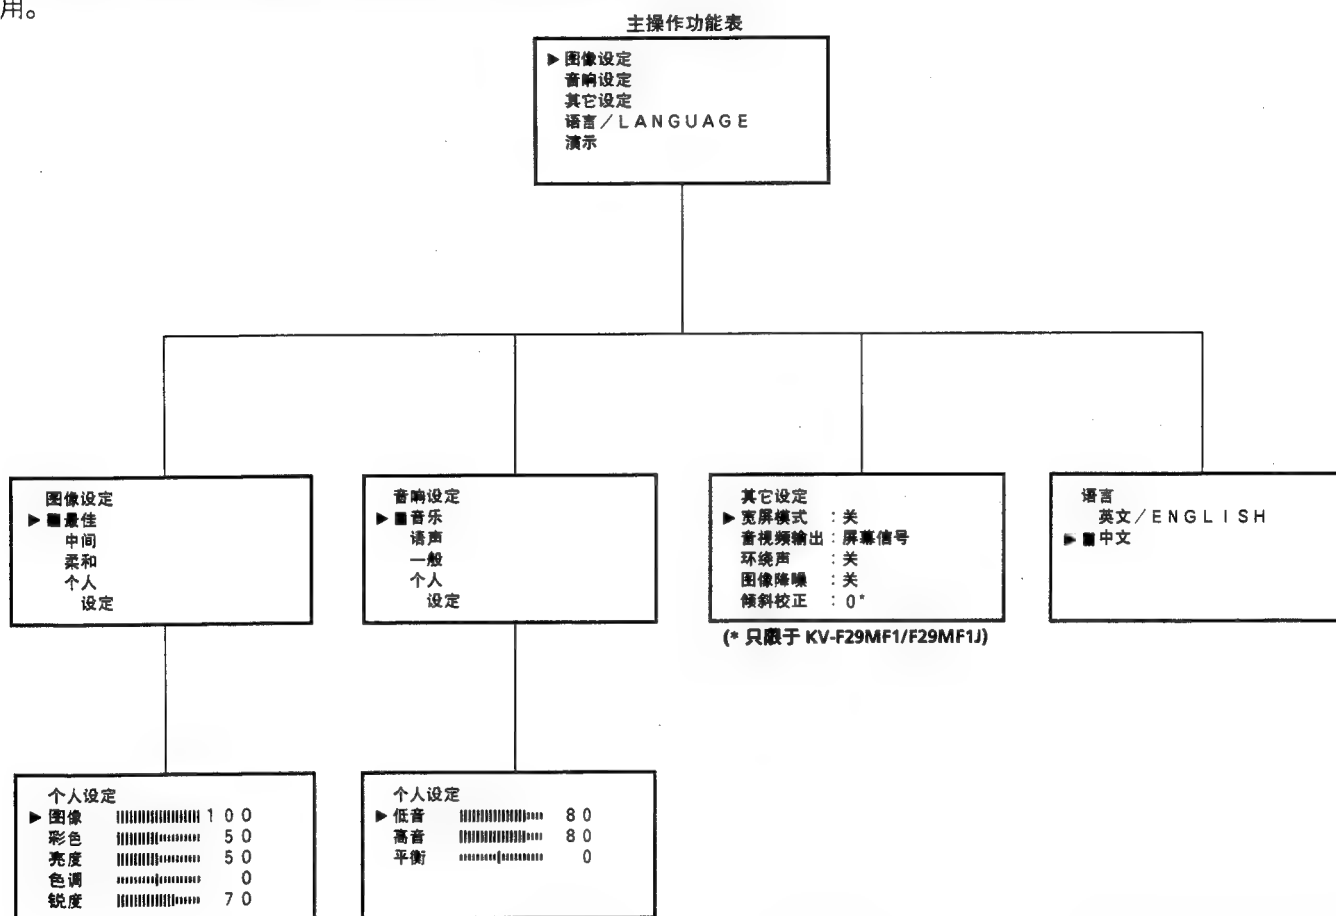 用。
主操作功能表
▶ 图像设定
音响设定
其它设定
语言/LANGUAGE
演示
图像设定
▶ ■最佳
中间
柔和
个人
设定
音响设定
▶ ■音乐
语声
一般
个人
设定
其它设定
▶ 宽屏模式 : 关
音视频输出 : 屏幕信号
环绕声 : 关
图像降噪 : 关
倾斜校正 : 0*
(* 只限于 KV-F29MF1/F29MF1J)
语言
英文/ENGLISH
▶ ■中文
个人设定
▶ 图像 100
彩色 50
亮度 50
色调 0
锐度 70
个人设定
▶ 低音 80
高音 80
平衡 0